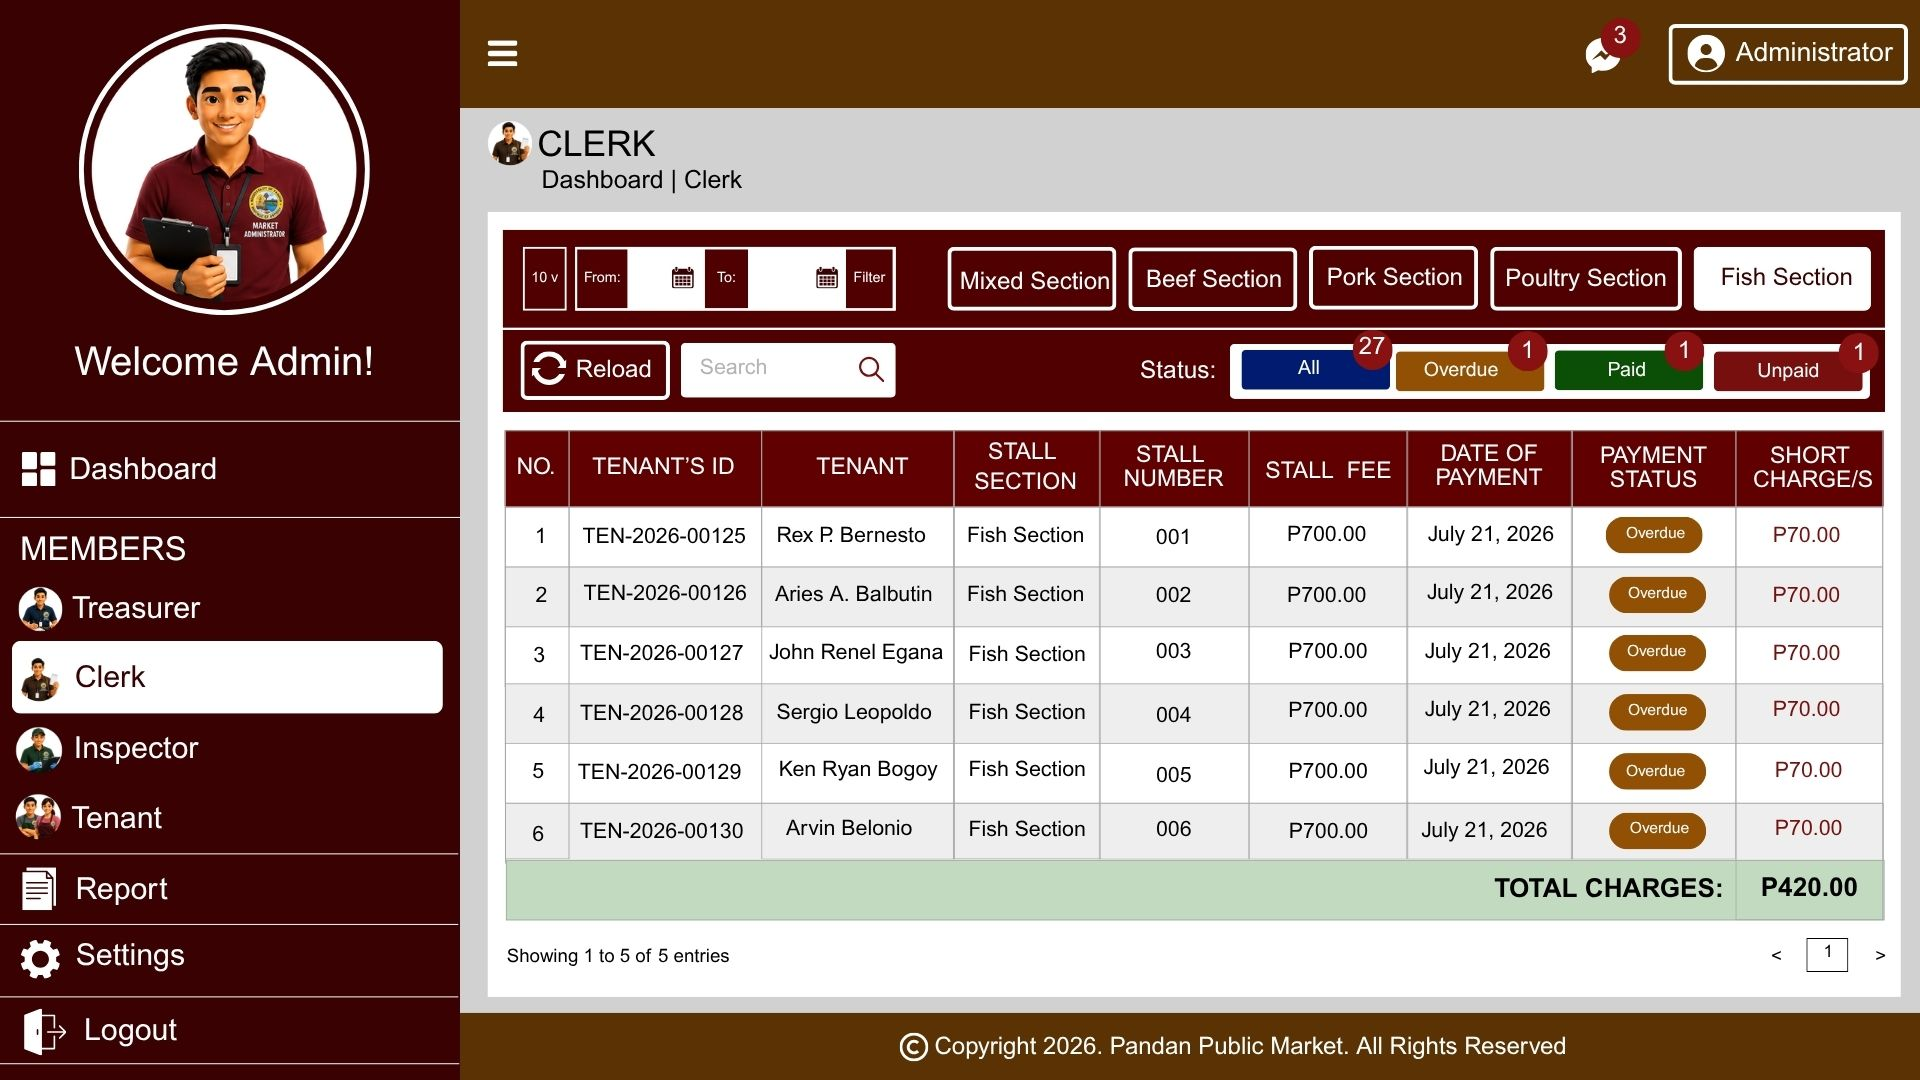 MARKET
ADMINISTRATOR
Welcome Admin!
Dashboard
MEMBERS
Treasurer
Clerk
Inspector
Tenant
Report
Settings
Logout
3
Administrator
CLERK
Dashboard | Clerk
10 v From: To: Filter
Mixed Section Beef Section Pork Section Poultry Section Fish Section
Reload Search Status: All 27 Overdue 1 Paid 1 Unpaid 1
NO. TENANT’S ID TENANT STALL SECTION STALL NUMBER STALL FEE DATE OF PAYMENT PAYMENT STATUS SHORT CHARGE/S
1 TEN-2026-00125 Rex P. Bernesto Fish Section 001 P700.00 July 21, 2026 Overdue P70.00
2 TEN-2026-00126 Aries A. Balbutin Fish Section 002 P700.00 July 21, 2026 Overdue P70.00
3 TEN-2026-00127 John Renel Egana Fish Section 003 P700.00 July 21, 2026 Overdue P70.00
4 TEN-2026-00128 Sergio Leopoldo Fish Section 004 P700.00 July 21, 2026 Overdue P70.00
5 TEN-2026-00129 Ken Ryan Bogoy Fish Section 005 P700.00 July 21, 2026 Overdue P70.00
6 TEN-2026-00130 Arvin Belonio Fish Section 006 P700.00 July 21, 2026 Overdue P70.00
TOTAL CHARGES: P420.00
Showing 1 to 5 of 5 entries
< 1 >
© Copyright 2026. Pandan Public Market. All Rights Reserved